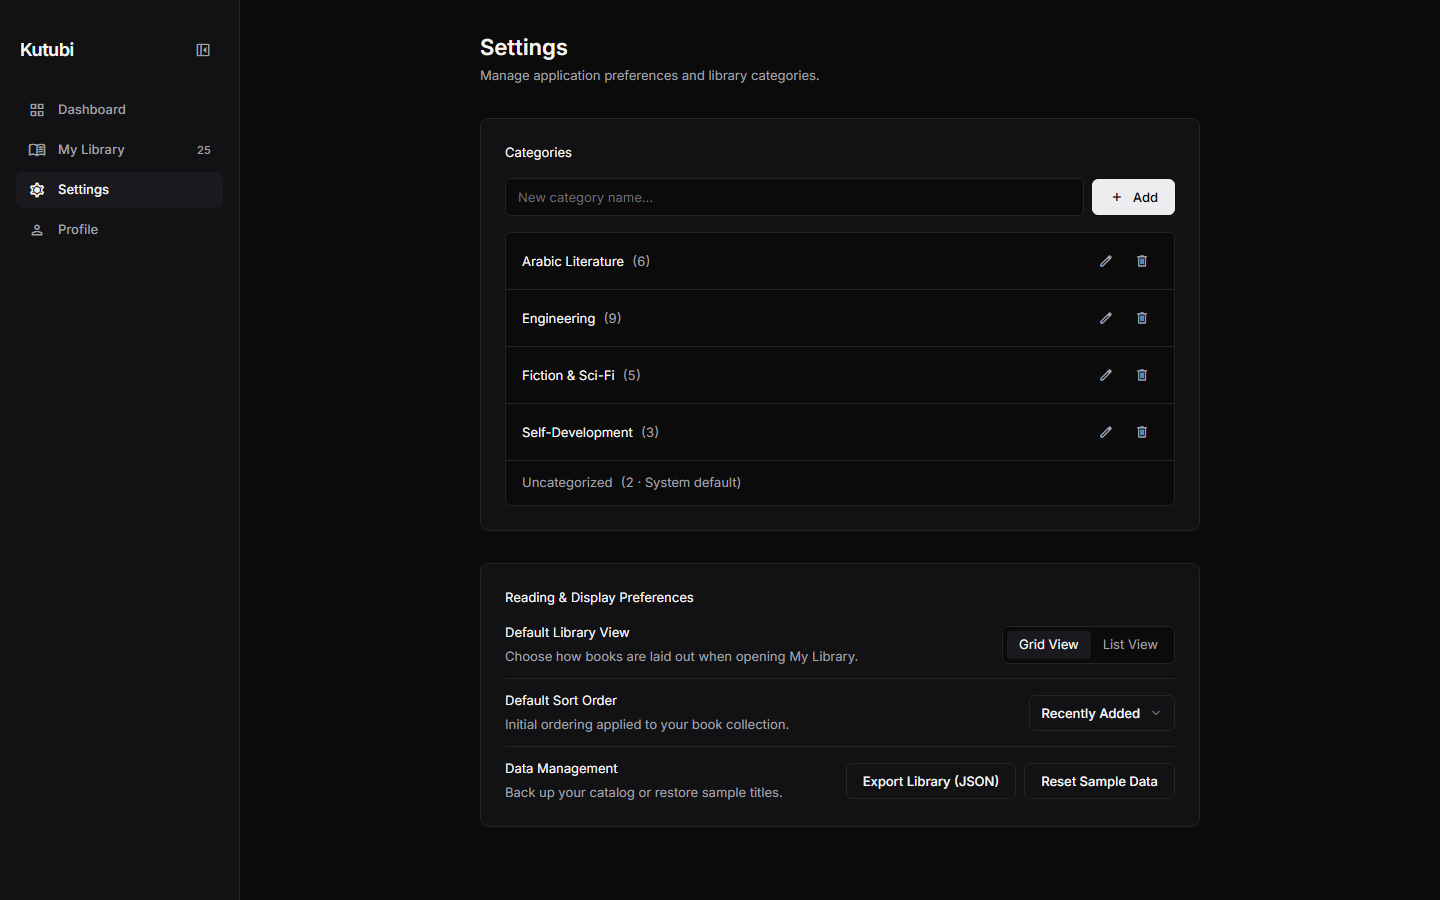 Kutubi
Dashboard
My Library 25
Settings
Profile
Settings
Manage application preferences and library categories.
Categories
New category name...
+ Add
Arabic Literature (6)
Engineering (9)
Fiction & Sci-Fi (5)
Self-Development (3)
Uncategorized (2 · System default)
Reading & Display Preferences
Default Library View
Choose how books are laid out when opening My Library.
Grid View List View
Default Sort Order
Initial ordering applied to your book collection.
Recently Added
Data Management
Back up your catalog or restore sample titles.
Export Library (JSON) Reset Sample Data